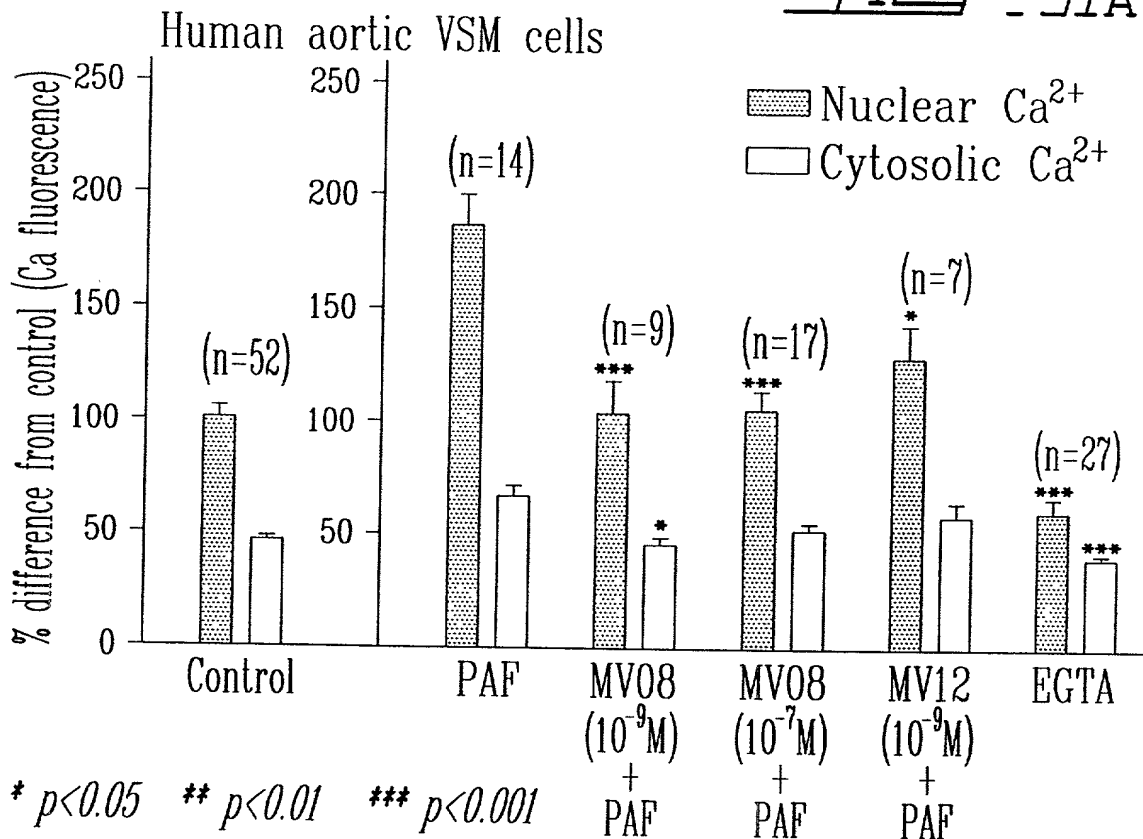 Human aortic VSM cells
% difference from control (Ca fluorescence)
250
200
150
100
50
0
250
200
150
100
50
Nuclear Ca²⁺
Cytosolic Ca²⁺
(n=52)
(n=14)
(n=9)
(n=17)
(n=7)
(n=27)
***
*
***
*
***
***
Control
PAF
MV08
(10⁻⁹M)
+
PAF
MV08
(10⁻⁷M)
+
PAF
MV12
(10⁻⁹M)
+
PAF
EGTA
* p<0.05 ** p<0.01 *** p<0.001